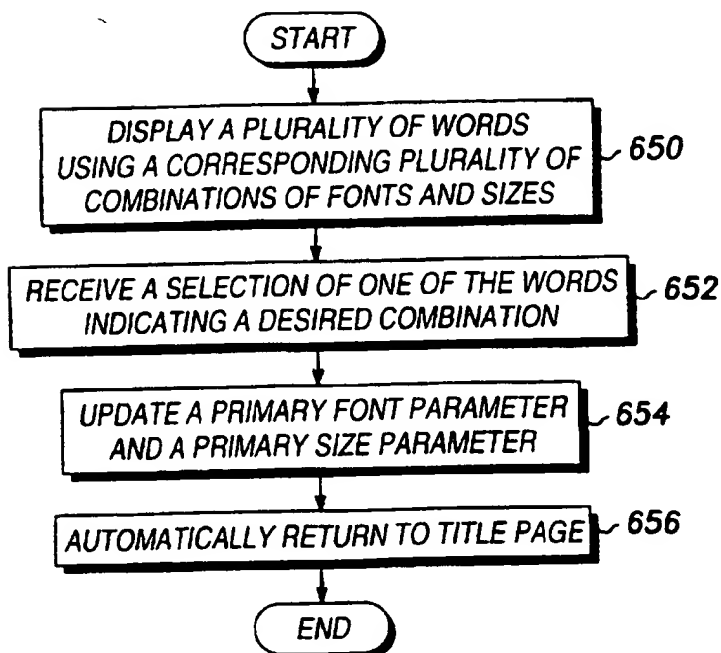 START
DISPLAY A PLURALITY OF WORDS
USING A CORRESPONDING PLURALITY OF
COMBINATIONS OF FONTS AND SIZES
650
RECEIVE A SELECTION OF ONE OF THE WORDS
INDICATING A DESIRED COMBINATION
652
UPDATE A PRIMARY FONT PARAMETER
AND A PRIMARY SIZE PARAMETER
654
AUTOMATICALLY RETURN TO TITLE PAGE
656
END